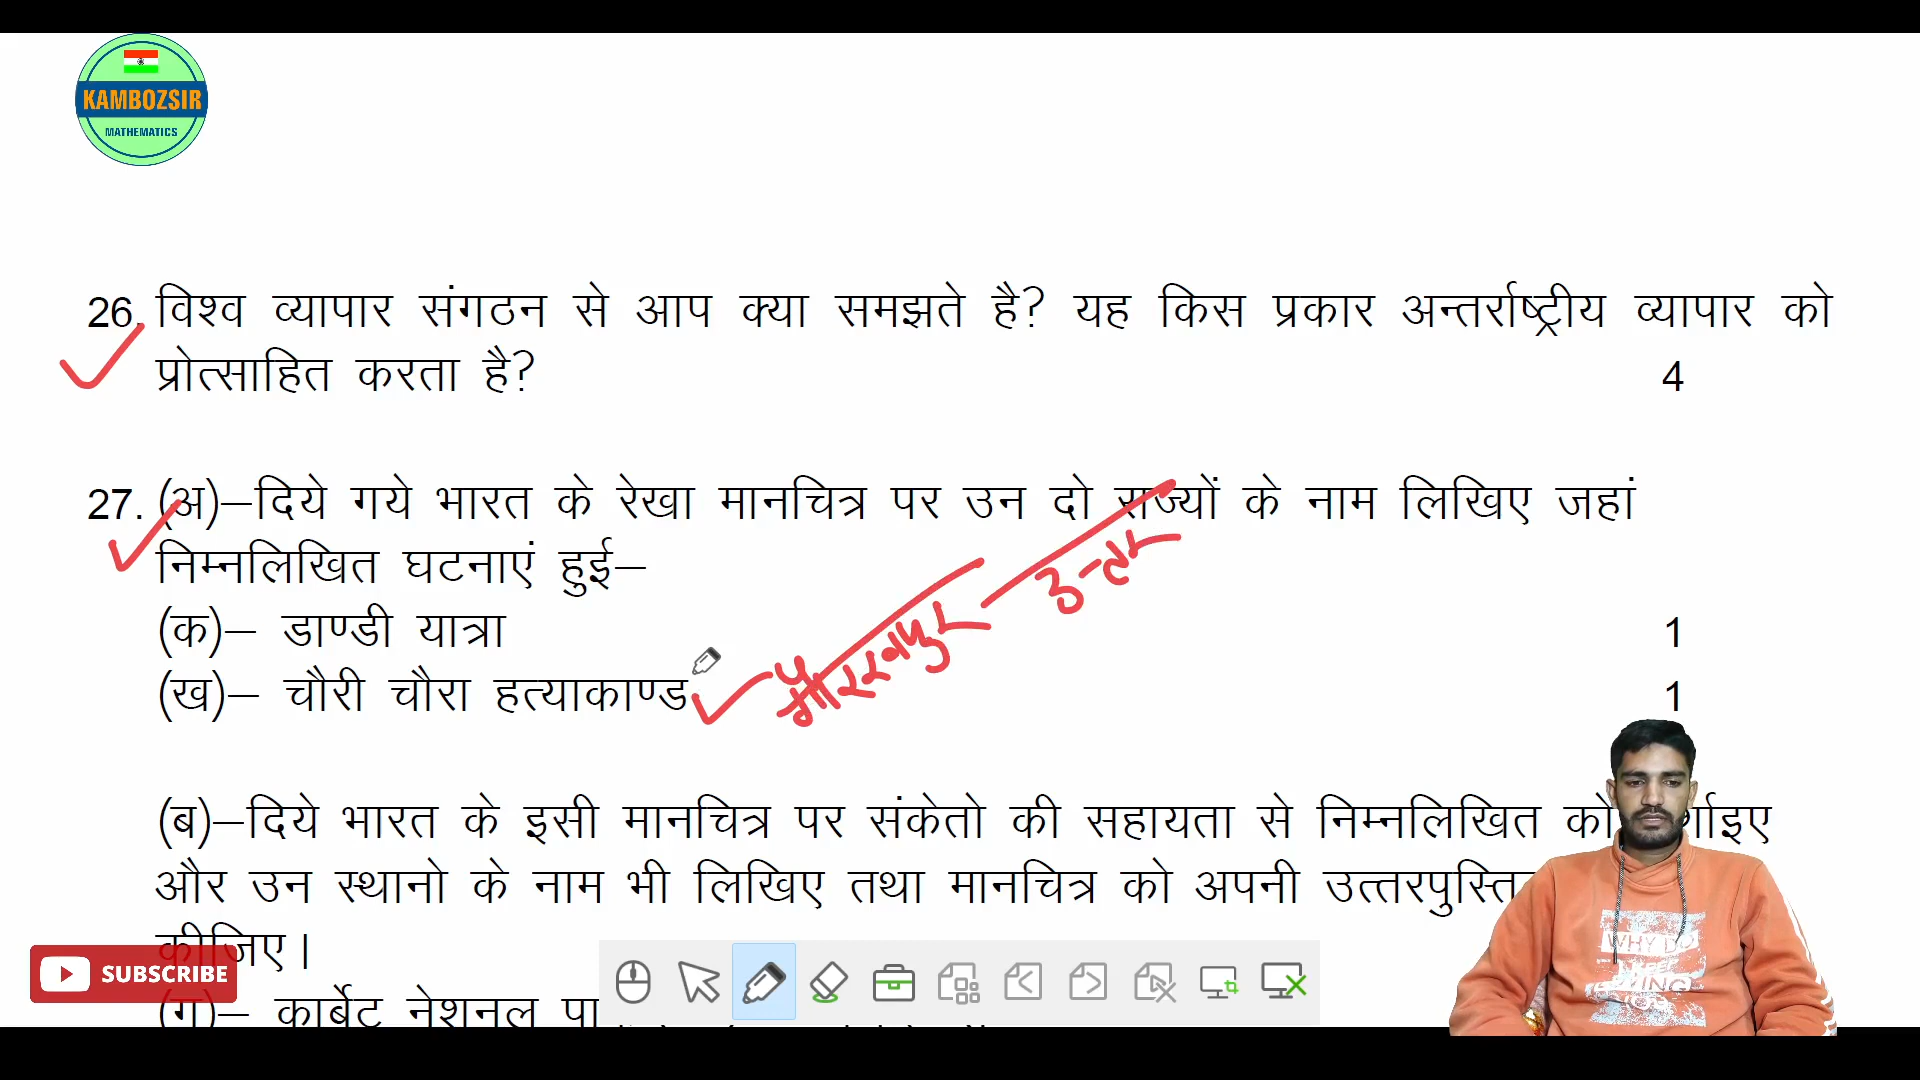 KAMBOZSIR
MATHEMATICS
26. विश्व व्यापार संगठन से आप क्या समझते है? यह किस प्रकार अन्तर्राष्ट्रीय व्यापार को
प्रोत्साहित करता है? 4
27. (अ)–दिये गये भारत के रेखा मानचित्र पर उन दो राज्यों के नाम लिखिए जहां
निम्नलिखित घटनाएं हुई–
(क)– डाण्डी यात्रा 1
(ख)– चौरी चौरा हत्याकाण्ड 1
गोरखपुर – उ-त्तर
(ब)–दिये भारत के इसी मानचित्र पर संकेतो की सहायता से निम्नलिखित को
और उन स्थानो के नाम भी लिखिए तथा मानचित्र को अपनी
कीजिए।
(ग)– कार्बेट नेशनल
SUBSCRIBE